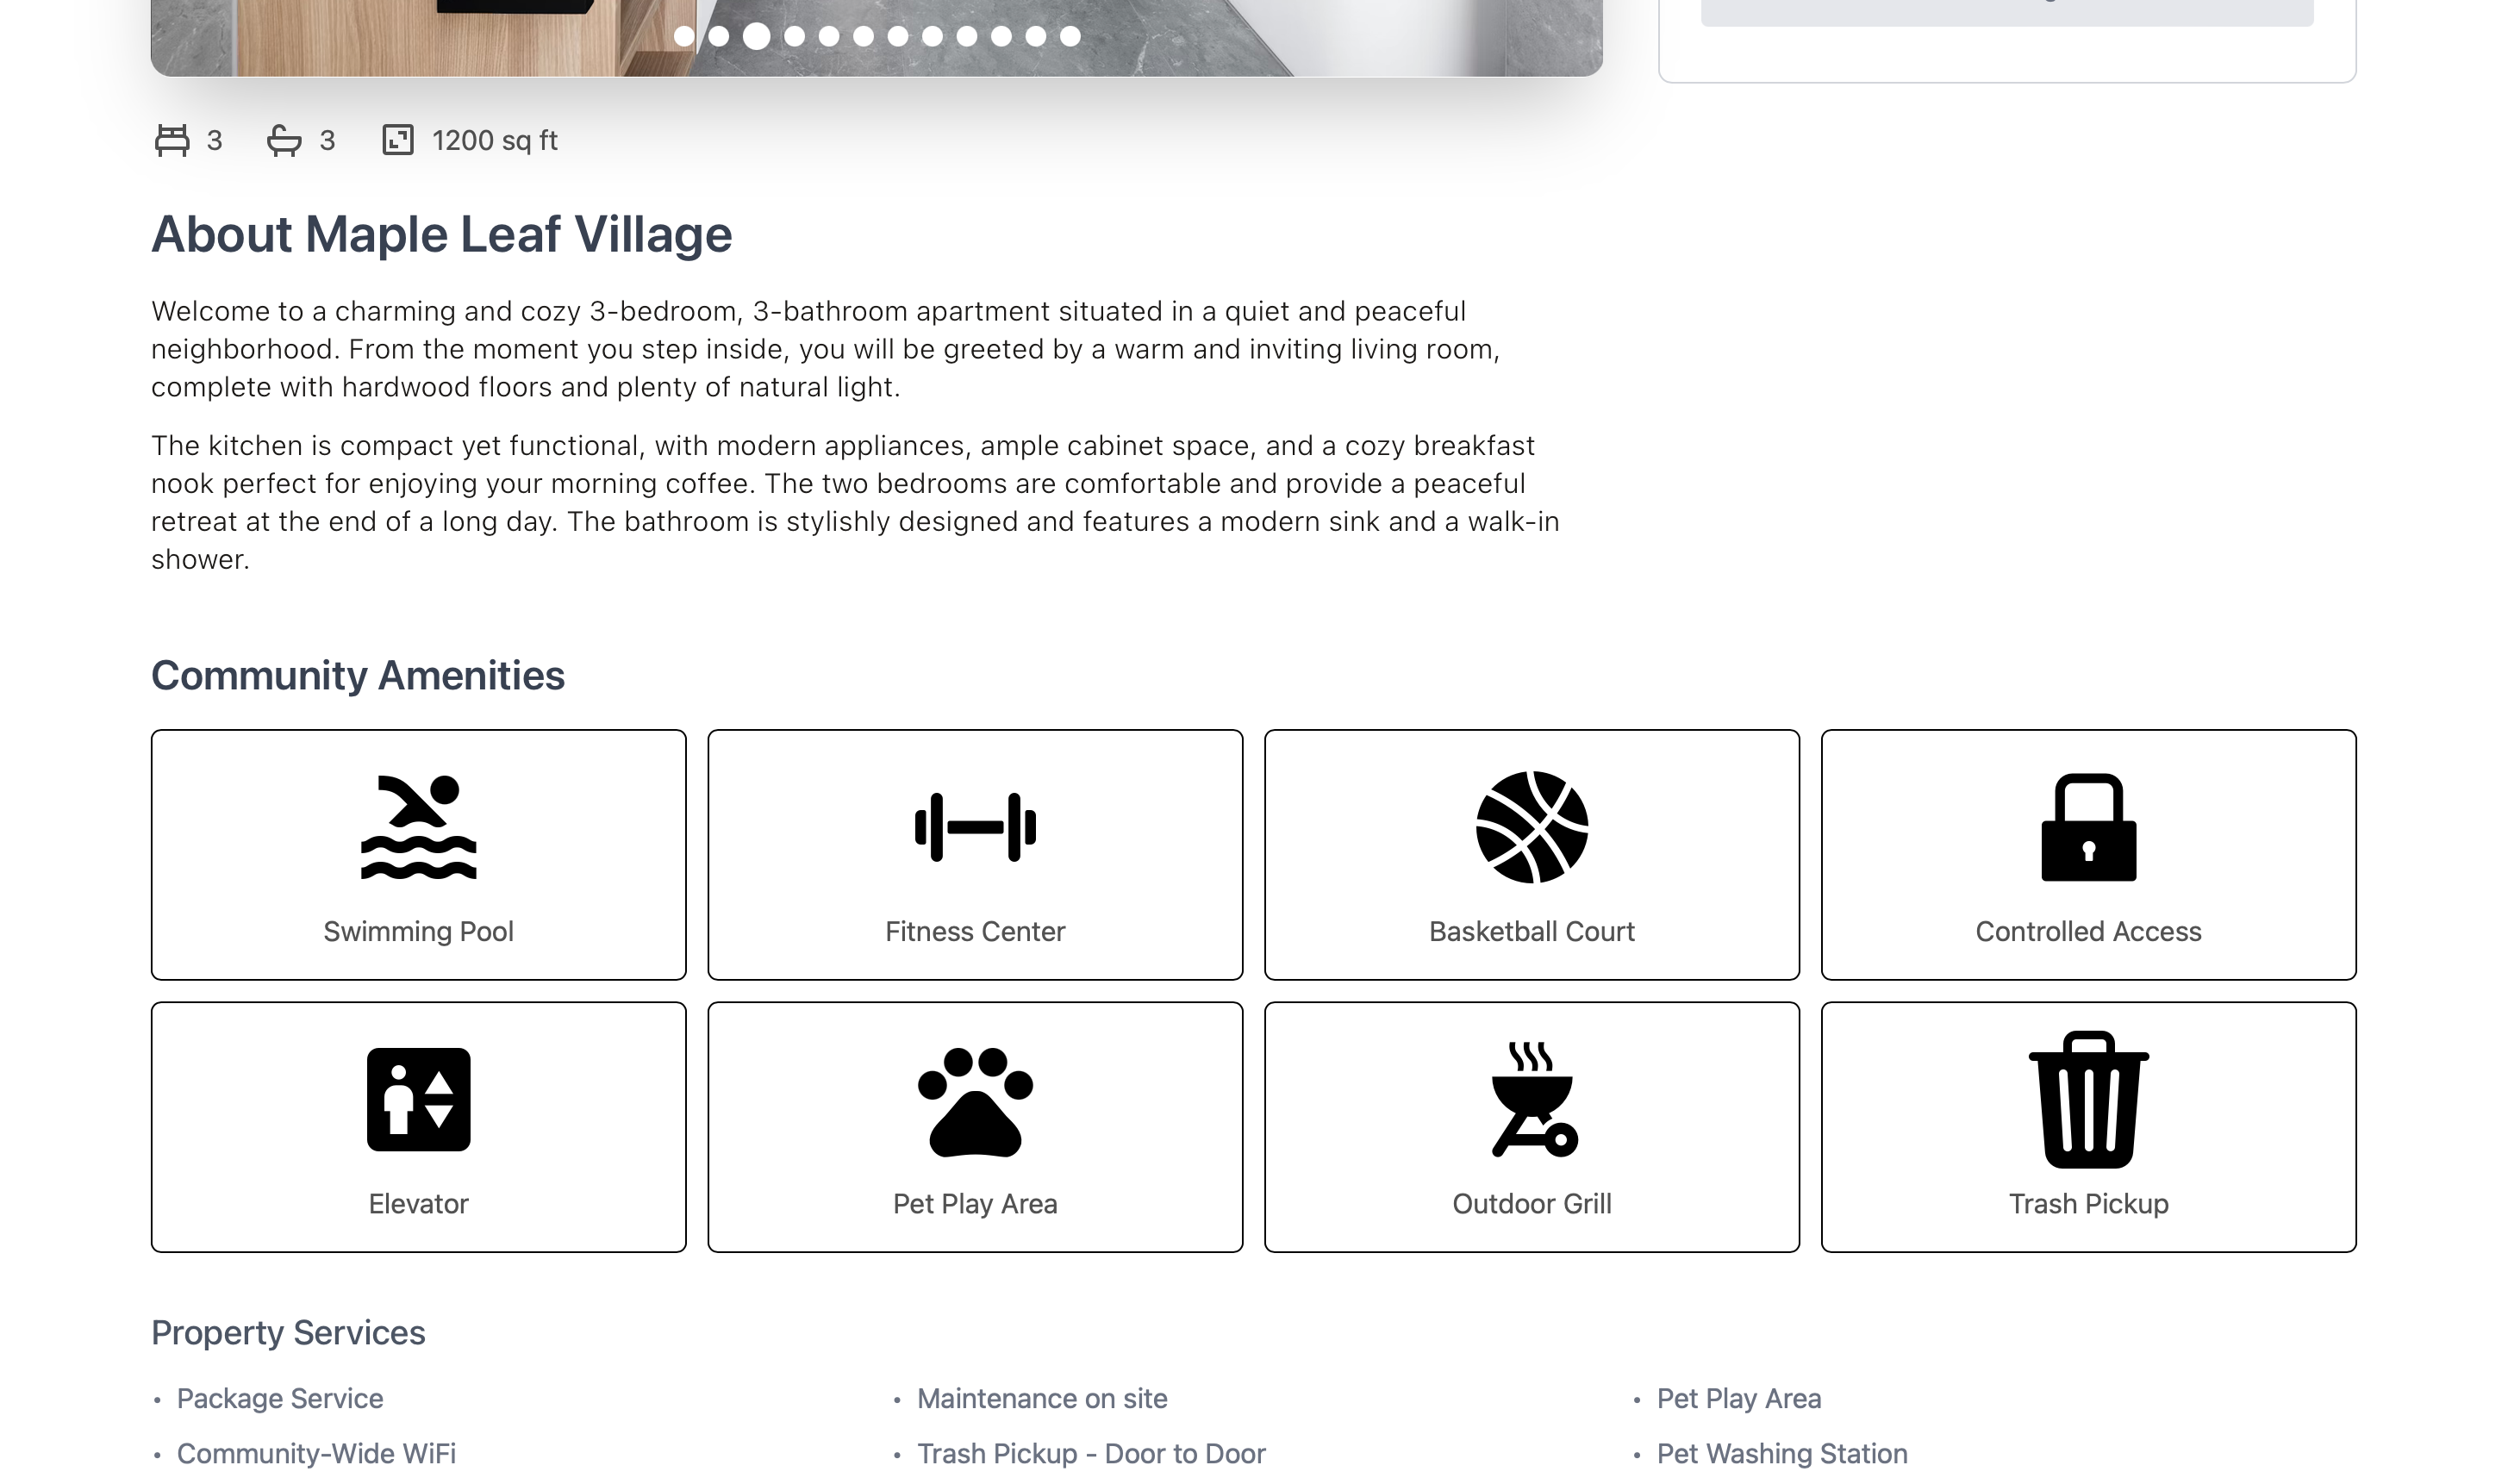 3 3 1200 sq ft
About Maple Leaf Village
Welcome to a charming and cozy 3-bedroom, 3-bathroom apartment situated in a quiet and peaceful
neighborhood. From the moment you step inside, you will be greeted by a warm and inviting living room,
complete with hardwood floors and plenty of natural light.
The kitchen is compact yet functional, with modern appliances, ample cabinet space, and a cozy breakfast
nook perfect for enjoying your morning coffee. The two bedrooms are comfortable and provide a peaceful
retreat at the end of a long day. The bathroom is stylishly designed and features a modern sink and a walk-in
shower.
Community Amenities
Swimming Pool
Fitness Center
Basketball Court
Controlled Access
Elevator
Pet Play Area
Outdoor Grill
Trash Pickup
Property Services
• Package Service
• Maintenance on site
• Pet Play Area
• Community-Wide WiFi
• Trash Pickup - Door to Door
• Pet Washing Station